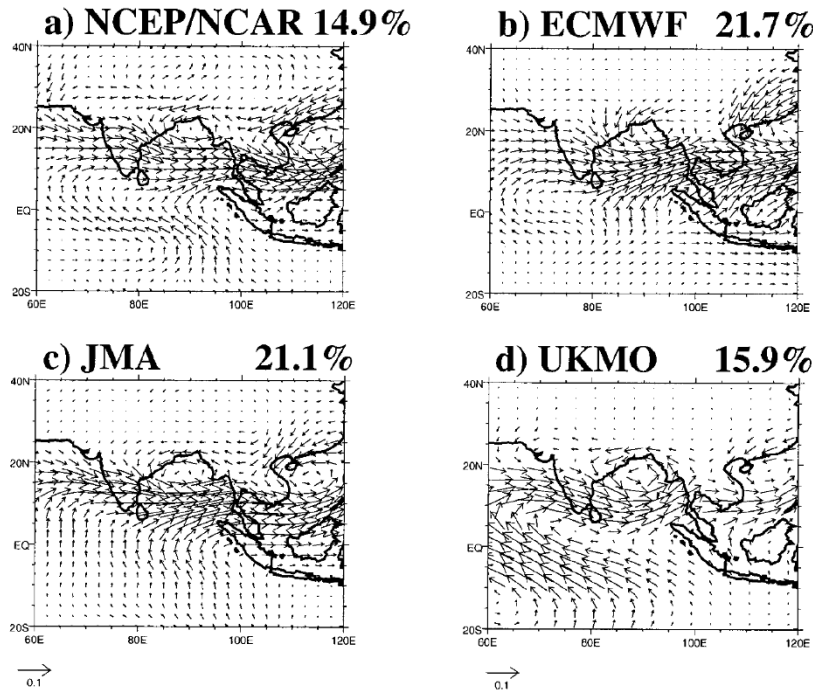 a) NCEP/NCAR 14.9%
40N
20N
EQ
20S
60E 80E 100E 120E
b) ECMWF 21.7%
40N
20N
EQ
20S
60E 80E 100E 120E
c) JMA 21.1%
40N
20N
EQ
20S
60E 80E 100E 120E
0.1
d) UKMO 15.9%
40N
20N
EQ
20S
60E 80E 100E 120E
0.1